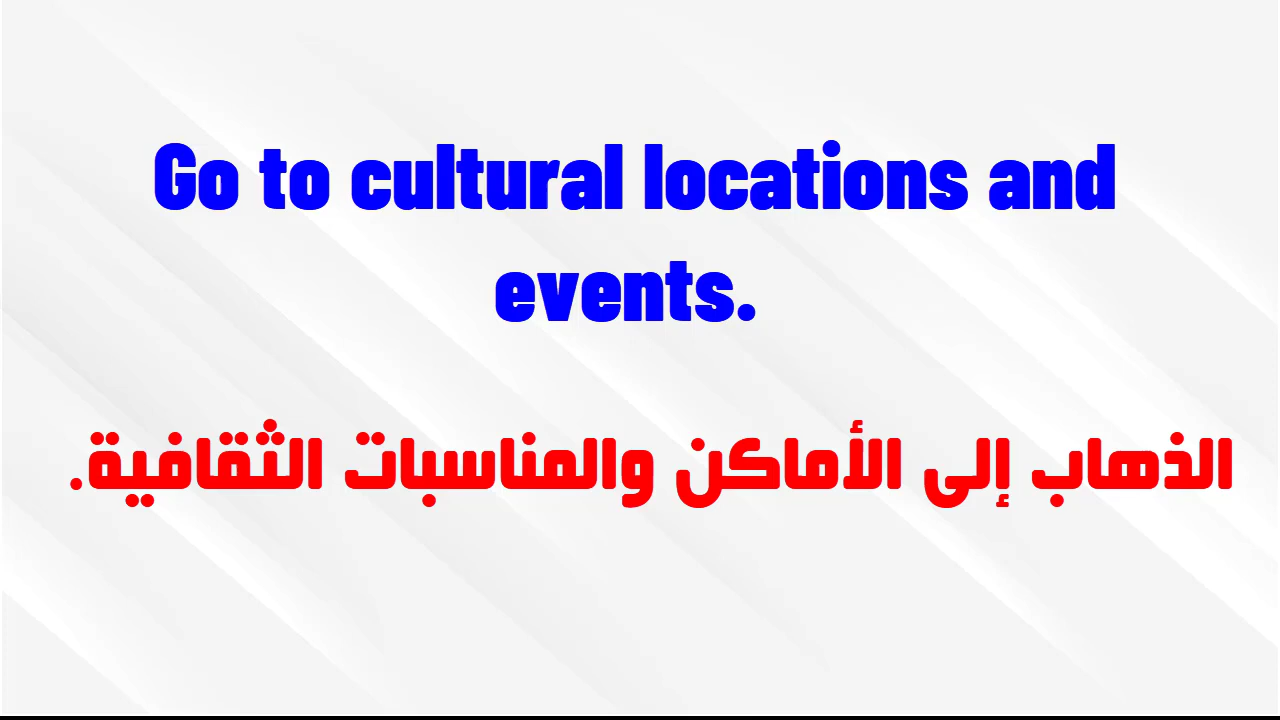 Go to cultural locations and
events.
الذهاب إلى الأماكن والمناسبات الثقافية.